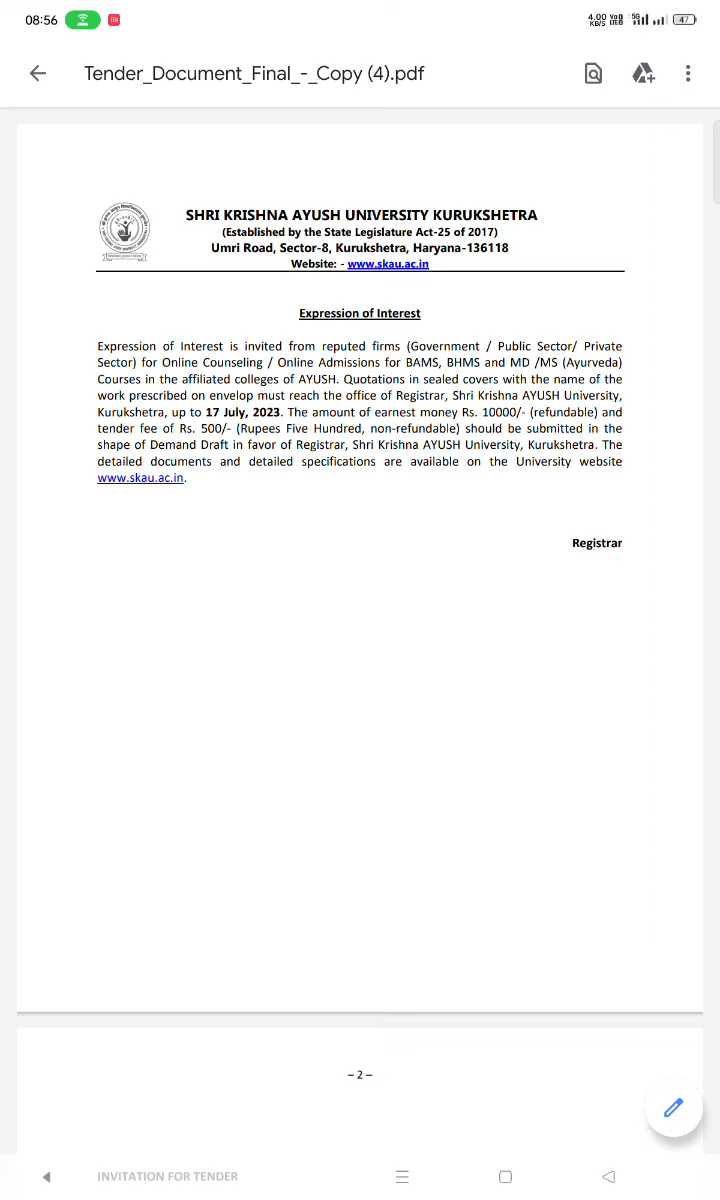 08:56
4.00 KB/S VoD LTEB 5G 47
Tender_Document_Final_-_Copy (4).pdf
SHRI KRISHNA AYUSH UNIVERSITY KURUKSHETRA
(Established by the State Legislature Act-25 of 2017)
Umri Road, Sector-8, Kurukshetra, Haryana-136118
Website: - www.skau.ac.in
Expression of Interest
Expression of Interest is invited from reputed firms (Government / Public Sector/ Private
Sector) for Online Counseling / Online Admissions for BAMS, BHMS and MD /MS (Ayurveda)
Courses in the affiliated colleges of AYUSH. Quotations in sealed covers with the name of the
work prescribed on envelop must reach the office of Registrar, Shri Krishna AYUSH University,
Kurukshetra, up to 17 July, 2023. The amount of earnest money Rs. 10000/- (refundable) and
tender fee of Rs. 500/- (Rupees Five Hundred, non-refundable) should be submitted in the
shape of Demand Draft in favor of Registrar, Shri Krishna AYUSH University, Kurukshetra. The
detailed documents and detailed specifications are available on the University website
www.skau.ac.in.
Registrar
– 2 –
INVITATION FOR TENDER